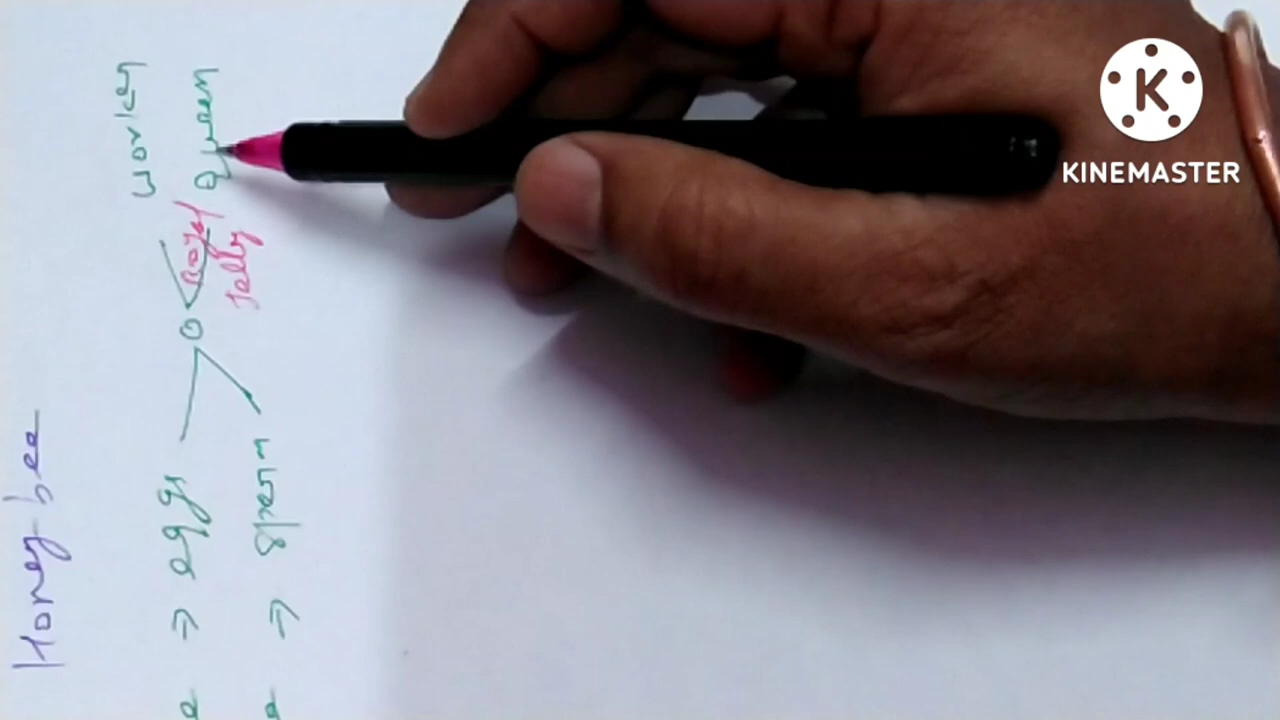 Honey bee
⇒ eggs
⇒ sperm
worker
Queen
Royal
Jelly
KINEMASTER